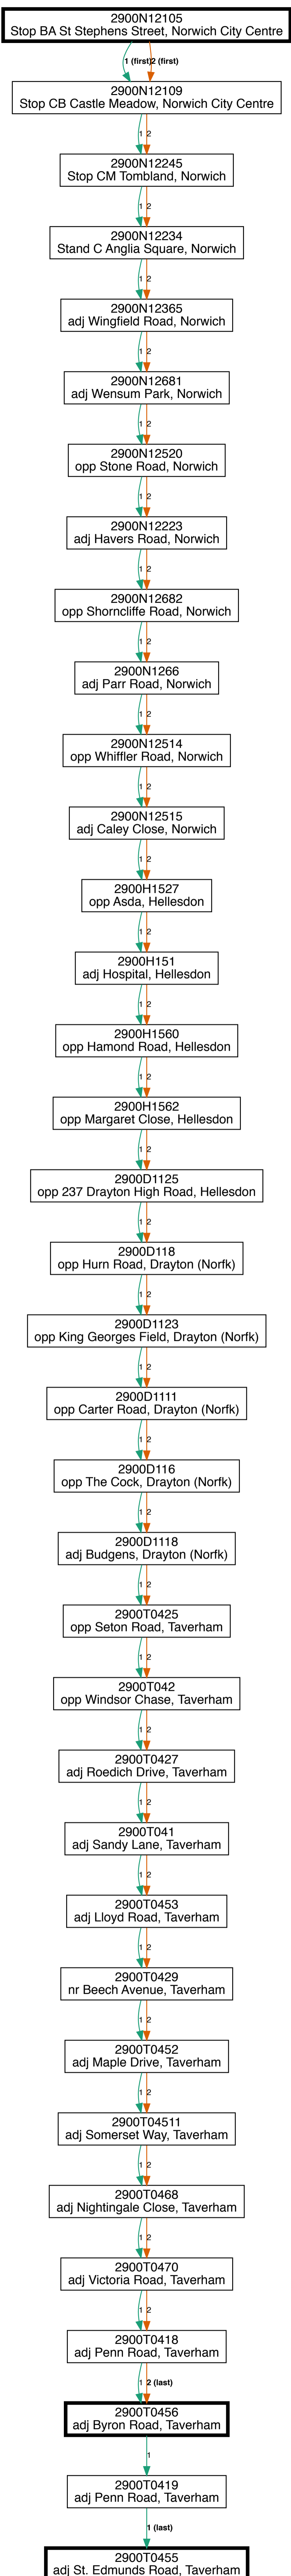 2900N12105
Stop BA St Stephens Street, Norwich City Centre
1 (first) 2 (first)
2900N12109
Stop CB Castle Meadow, Norwich City Centre
1 2
2900N12245
Stop CM Tombland, Norwich
1 2
2900N12234
Stand C Anglia Square, Norwich
1 2
2900N12365
adj Wingfield Road, Norwich
1 2
2900N12681
adj Wensum Park, Norwich
1 2
2900N12520
opp Stone Road, Norwich
1 2
2900N12223
adj Havers Road, Norwich
1 2
2900N12682
opp Shorncliffe Road, Norwich
1 2
2900N1266
adj Parr Road, Norwich
1 2
2900N12514
opp Whiffler Road, Norwich
1 2
2900N12515
adj Caley Close, Norwich
1 2
2900H1527
opp Asda, Hellesdon
1 2
2900H151
adj Hospital, Hellesdon
1 2
2900H1560
opp Hamond Road, Hellesdon
1 2
2900H1562
opp Margaret Close, Hellesdon
1 2
2900D1125
opp 237 Drayton High Road, Hellesdon
1 2
2900D118
opp Hurn Road, Drayton (Norfk)
1 2
2900D1123
opp King Georges Field, Drayton (Norfk)
1 2
2900D1111
opp Carter Road, Drayton (Norfk)
1 2
2900D116
opp The Cock, Drayton (Norfk)
1 2
2900D1118
adj Budgens, Drayton (Norfk)
1 2
2900T0425
opp Seton Road, Taverham
1 2
2900T042
opp Windsor Chase, Taverham
1 2
2900T0427
adj Roedich Drive, Taverham
1 2
2900T041
adj Sandy Lane, Taverham
1 2
2900T0453
adj Lloyd Road, Taverham
1 2
2900T0429
nr Beech Avenue, Taverham
1 2
2900T0452
adj Maple Drive, Taverham
1 2
2900T04511
adj Somerset Way, Taverham
1 2
2900T0468
adj Nightingale Close, Taverham
1 2
2900T0470
adj Victoria Road, Taverham
1 2
2900T0418
adj Penn Road, Taverham
1 2 (last)
2900T0456
adj Byron Road, Taverham
1
2900T0419
adj Penn Road, Taverham
1 (last)
2900T0455
adj St. Edmunds Road, Taverham